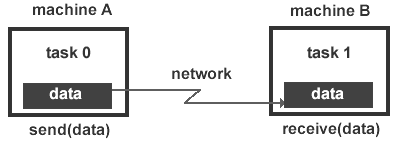 machine A
machine B
task 0
task 1
network
data
data
send(data)
receive(data)